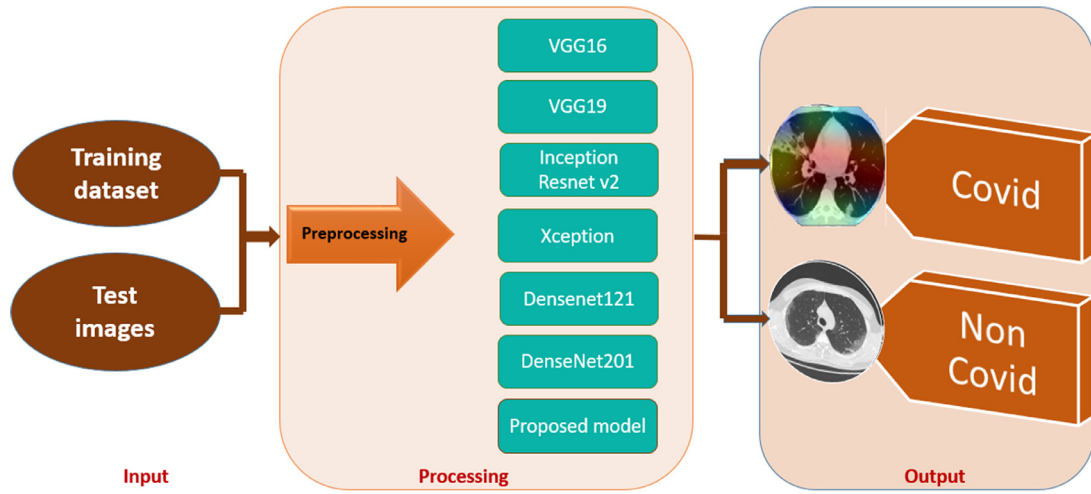 Training
dataset
Test
images
Input
Preprocessing
VGG16
VGG19
Inception
Resnet v2
Xception
Densenet121
DenseNet201
Proposed model
Processing
Covid
Non
Covid
Output